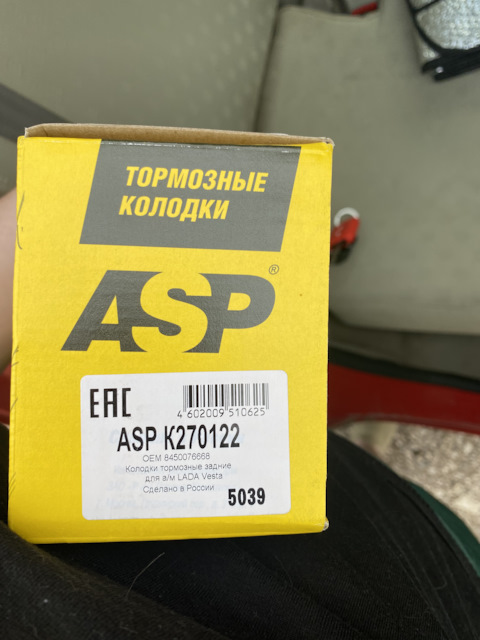 ТОРМОЗНЫЕ
КОЛОДКИ
ASP®
EAC
4 602009 510625
ASP K270122
OEM 8450076668
Колодки тормозные задние
для а/м LADA Vesta
Сделано в России
5039